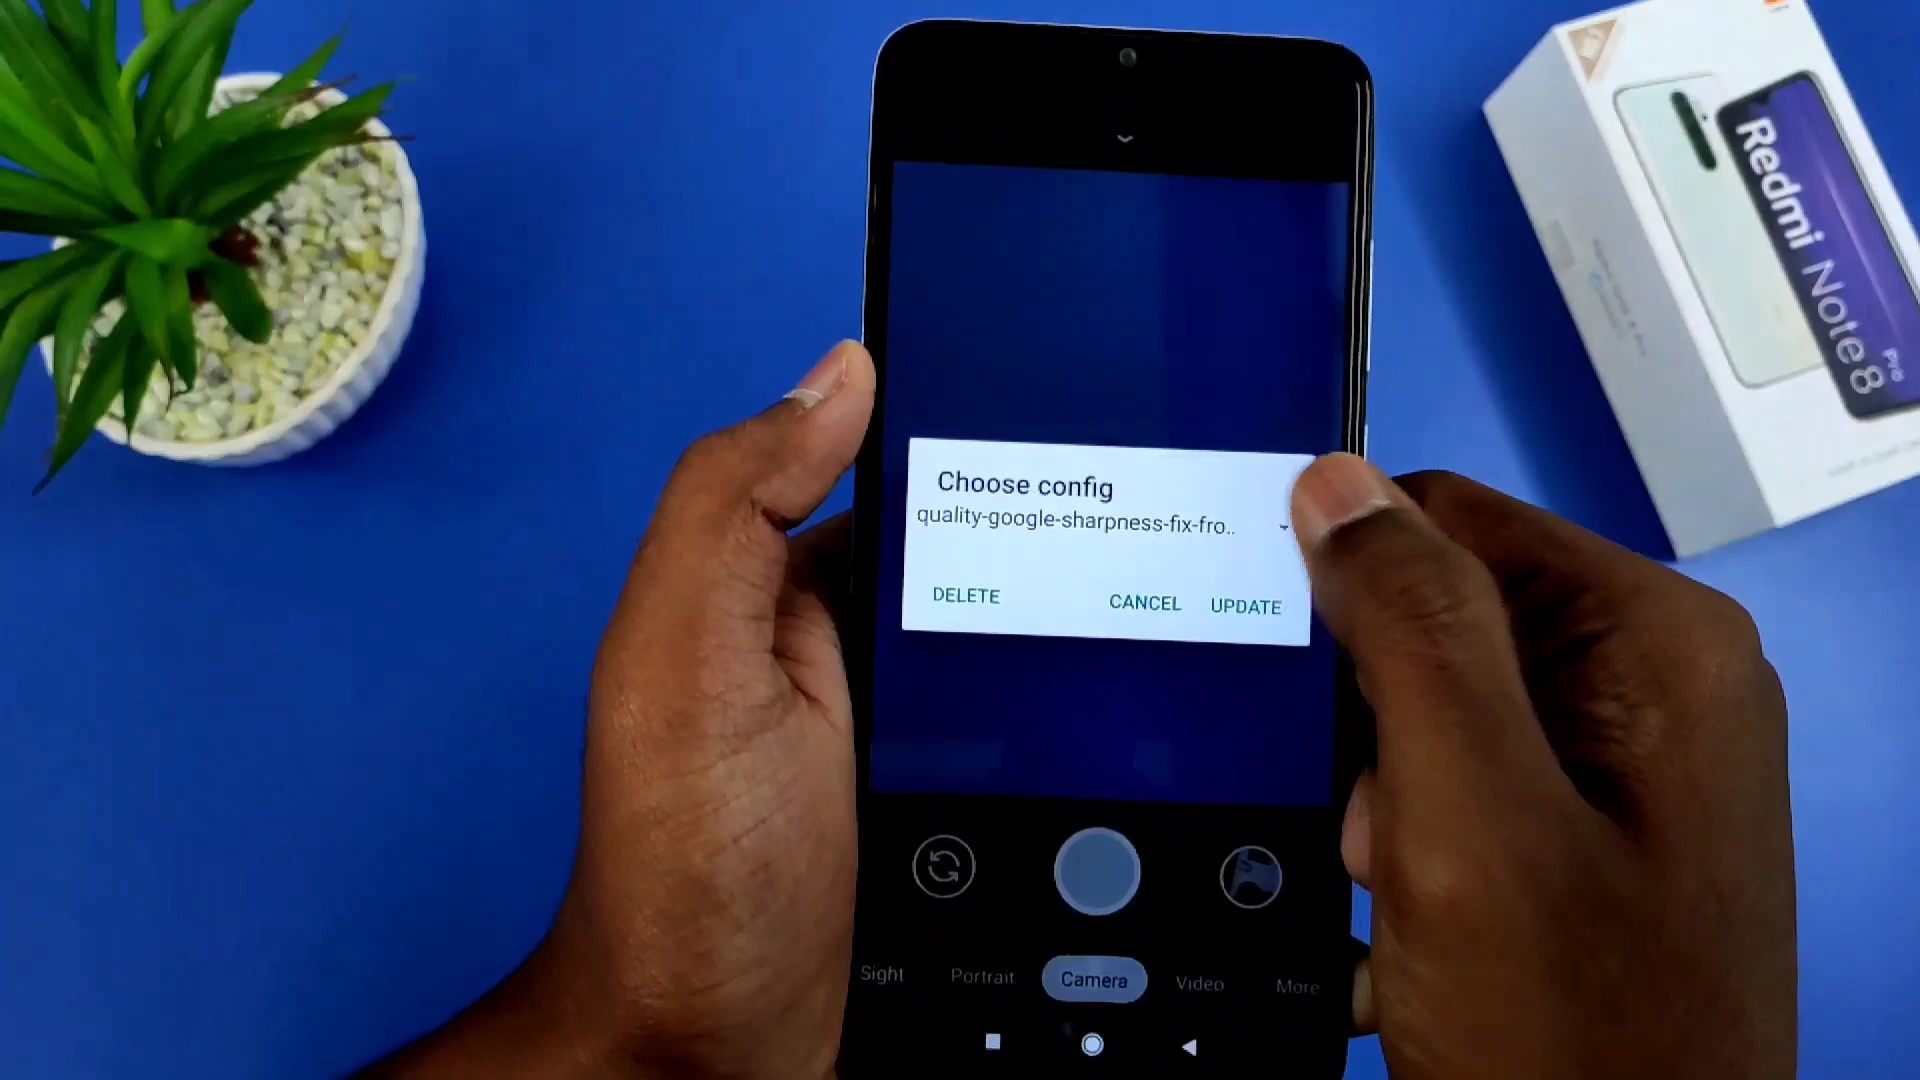 Choose config
quality-google-sharpness-fix-fro..
DELETE
CANCEL
UPDATE
Sight
Portrait
Camera
Video
More
Redmi Note 8
Pro